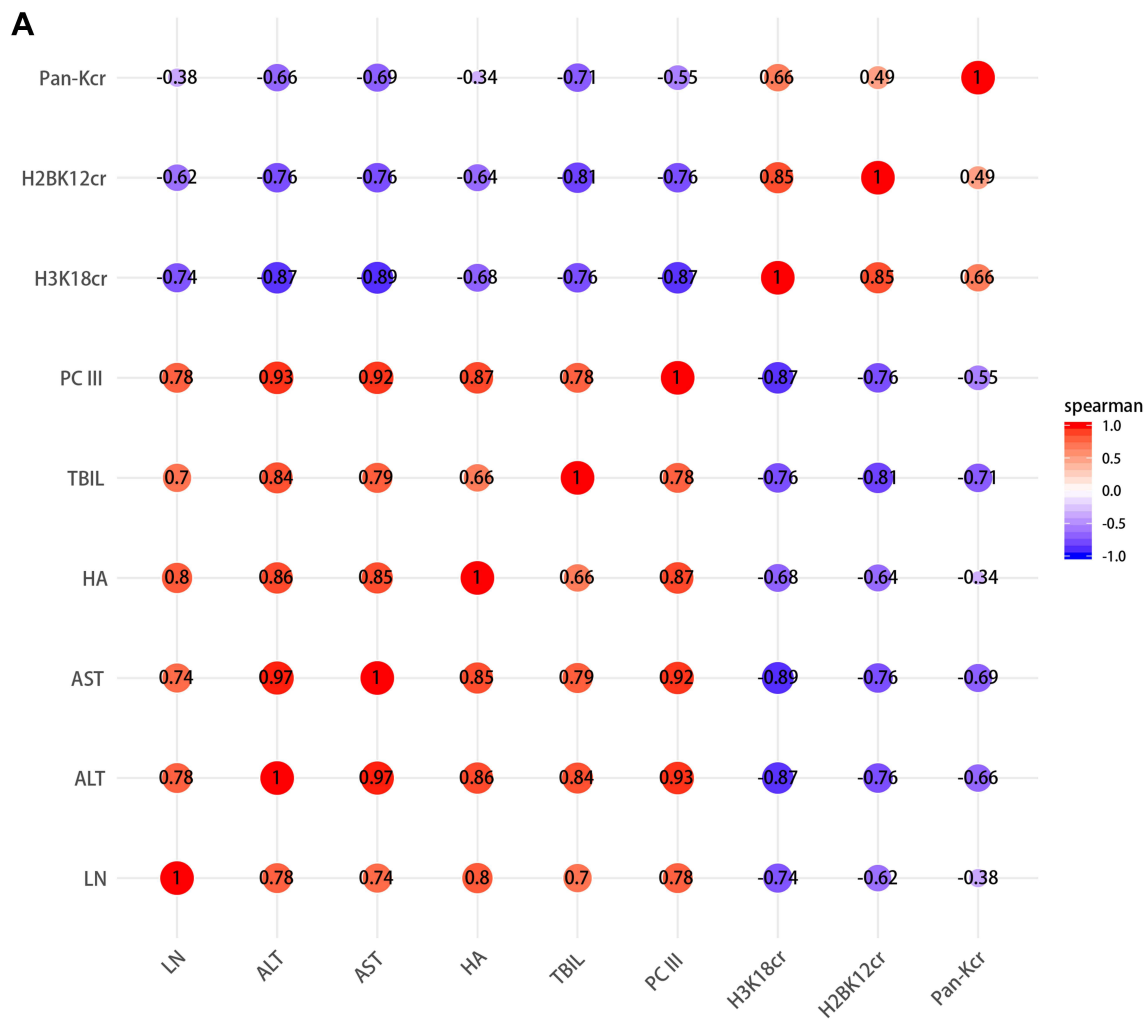 A
Pan-Kcr -0.38 -0.66 -0.69 -0.34 -0.71 -0.55 0.66 0.49 1
H2BK12cr -0.62 -0.76 -0.76 -0.64 -0.81 -0.76 0.85 1 0.49
H3K18cr -0.74 -0.87 -0.89 -0.68 -0.76 -0.87 1 0.85 0.66
PC III 0.78 0.93 0.92 0.87 0.78 1 -0.87 -0.76 -0.55
spearman
1.0
0.5
0.0
-0.5
-1.0
TBIL 0.7 0.84 0.79 0.66 1 0.78 -0.76 -0.81 -0.71
HA 0.8 0.86 0.85 1 0.66 0.87 -0.68 -0.64 -0.34
AST 0.74 0.97 1 0.85 0.79 0.92 -0.89 -0.76 -0.69
ALT 0.78 1 0.97 0.86 0.84 0.93 -0.87 -0.76 -0.66
LN 1 0.78 0.74 0.8 0.7 0.78 -0.74 -0.62 -0.38
LN ALT AST HA TBIL PC III H3K18cr H2BK12cr Pan-Kcr